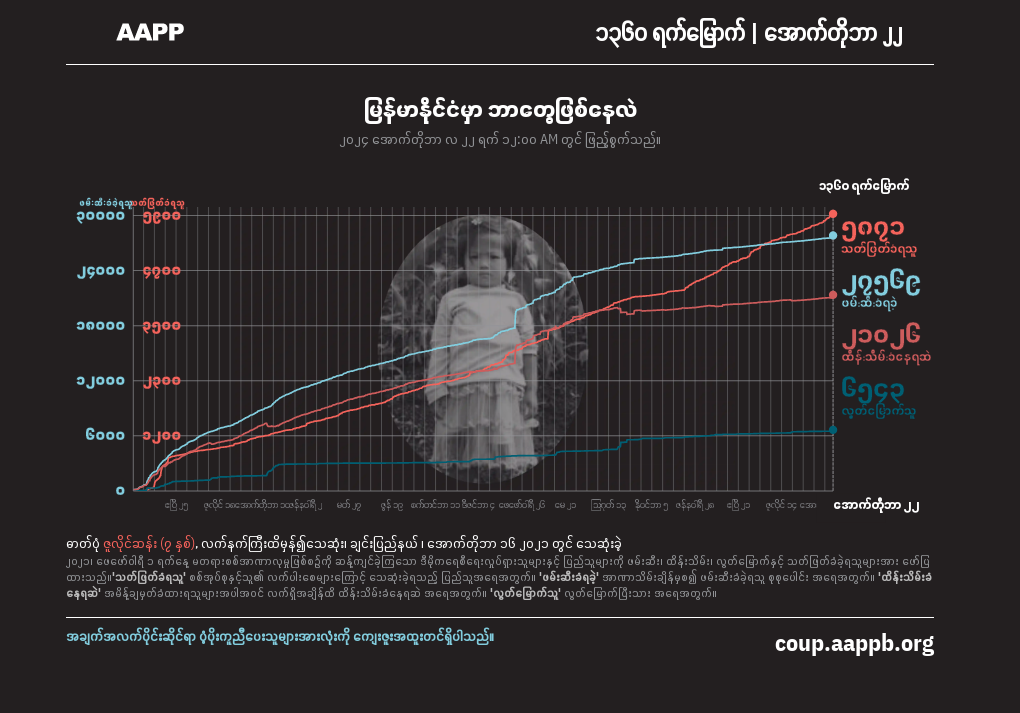 AAPP
၁၃၆၀ ရက်မြောက် | အောက်တိုဘာ ၂၂
မြန်မာနိုင်ငံမှာ ဘာတွေဖြစ်နေလဲ
၂၀၂၄ အောက်တိုဘာ လ ၂၂ ရက် ၁၂:၀၀ AM တွင် ဖြည့်စွက်သည်။
၁၃၆၀ ရက်မြောက်
ဖမ်းဆီးခံခဲ့ရသူ သတ်ဖြတ်ခံရသူ
၃၀၀၀၀ ၅၉၀၀
၂၄၀၀၀ ၄၇၀၀
၁၈၀၀၀ ၃၅၀၀
၁၂၀၀၀ ၂၃၀၀
၆၀၀၀ ၁၂၀၀
၀
၅၈၇၁
သတ်ဖြတ်ခံရသူ
၂၇၅၆၉
ဖမ်းဆီးခံရခဲ့
၂၁၀၂၆
ထိန်းသိမ်းခံနေရဆဲ
၆၅၄၃
လွတ်မြောက်သူ
ဧပြီ ၂၅ ဇူလိုင် ၁၈ အောက်တိုဘာ ၁၀ ဇန်နဝါရီ ၂ မတ် ၂၇ ဇွန် ၁၉ စက်တင်ဘာ ၁၁ ဒီဇင်ဘာ ၄ ဖေဖော်ဝါရီ ၂၆ မေ ၂၁ ဩဂုတ် ၁၃ နိုဝင်ဘာ ၅ ဇန်နဝါရီ ၂၈ ဧပြီ ၂၁ ဇူလိုင် ၁၄ အောက်တိုဘာ ၂၂
ဓာတ်ပုံ ဇူလိုင်ဆန်း (၇ နှစ်), လက်နက်ကြီးထိမှန်၍သေဆုံး၊ ချင်းပြည်နယ် ၊ အောက်တိုဘာ ၁၆ ၂၀၂၁ တွင် သေဆုံးခဲ့
၂၀၂၁၊ ဖေဖော်ဝါရီ ၁ ရက်နေ့ မတရားစစ်အာဏာလုမှုဖြစ်စဉ်ကို ဆန့်ကျင်ခဲ့ကြသော ဒီမိုကရေစီရေးလှုပ်ရှားသူများနှင့် ပြည်သူများကို ဖမ်းဆီး၊ ထိန်းသိမ်း၊ လွတ်မြောက်နှင့် သတ်ဖြတ်ခံခဲ့ရသူများအား ဖော်ပြ
ထားသည်။'သတ်ဖြတ်ခံရသူ' စစ်အုပ်စုနှင့်သူ၏ လက်ပါးစေများကြောင့် သေဆုံးခဲ့ရသည့် ပြည်သူအရေအတွက်။ 'ဖမ်းဆီးခံရခဲ့' အာဏာသိမ်းချိန်မှစ၍ ဖမ်းဆီးခံခဲ့ရသူ စုစုပေါင်း အရေအတွက်။ 'ထိန်းသိမ်းခံ
နေရဆဲ' အမိန့်ချမှတ်ခံထားရသူများအပါအဝင် လက်ရှိအချိန်ထိ ထိန်းသိမ်းခံနေရဆဲ အရေအတွက်။ 'လွတ်မြောက်သူ' လွတ်မြောက်ပြီးသား အရေအတွက်။
အချက်အလက်ပိုင်းဆိုင်ရာ ပံ့ပိုးကူညီပေးသူများအားလုံးကို ကျေးဇူးအထူးတင်ရှိပါသည်။
coup.aappb.org